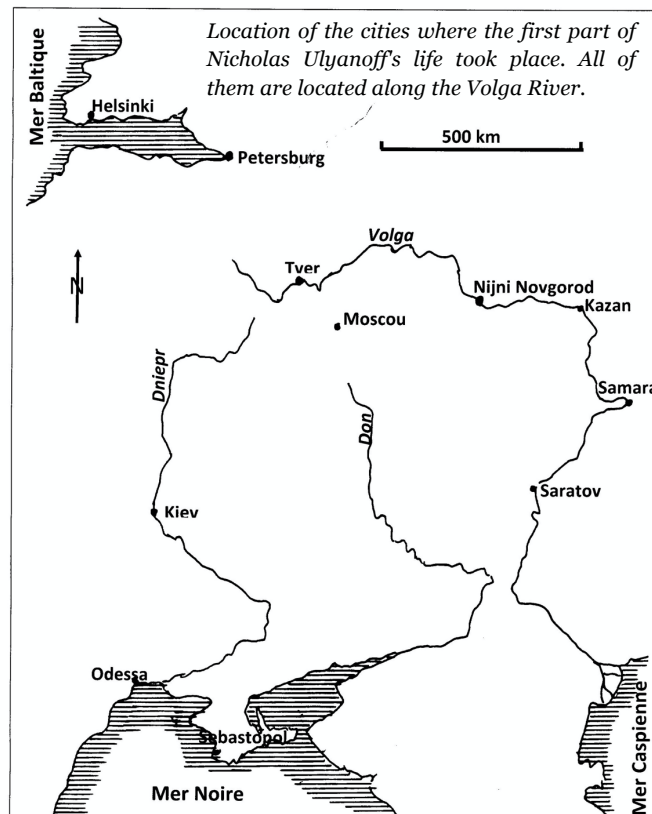 Location of the cities where the first part of
Nicholas Ulyanoff's life took place. All of
them are located along the Volga River.
Mer Baltique
Helsinki
500 km
Petersburg
Volga
N
Tver
Nijni Novgorod
Kazan
Moscou
Dniepr
Samara
Don
Saratov
Kiev
Odessa
Sebastopol
Mer Noire
Mer Caspienne